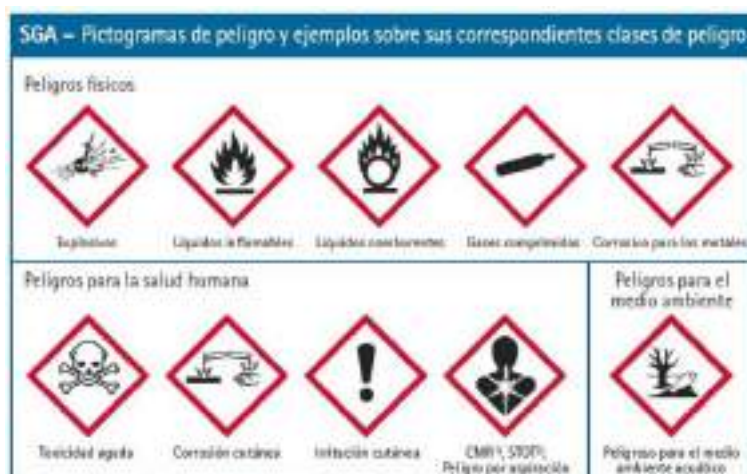 SGA – Pictogramas de peligro y ejemplos sobre sus correspondientes clases de peligro
Peligros físicos
Explosivos
Líquidos inflamables
Líquidos comburentes
Gases comprimidos
Corrosivo para los metales
Peligros para la salud humana
Peligros para el
medio ambiente
Toxicidad aguda
Corrosión cutánea
Irritación cutánea
CMR¹⁾, STOT²⁾,
Peligro por aspiración
Peligroso para el medio
ambiente acuático